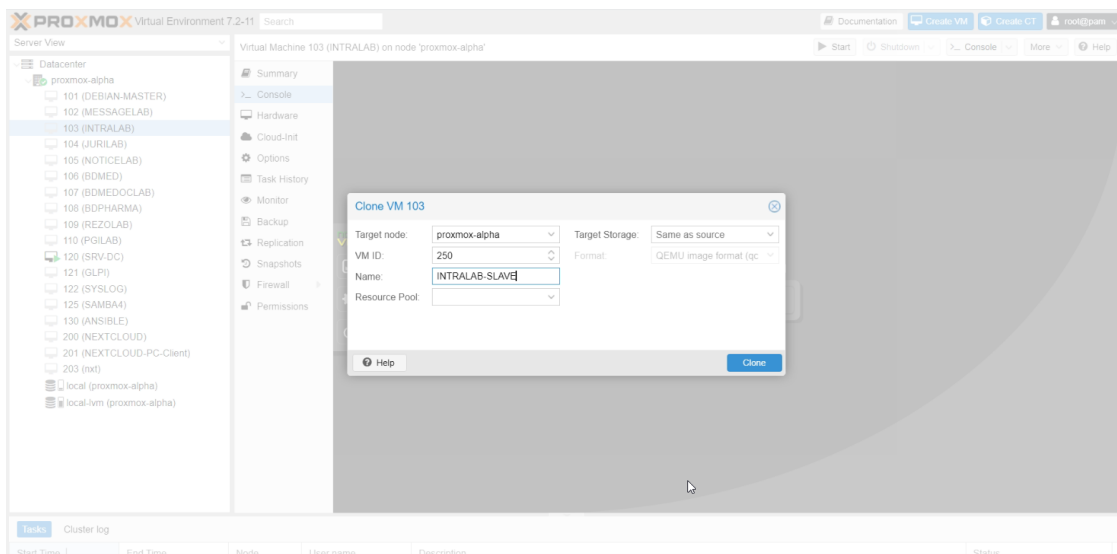 PROXMOX Virtual Environment 7.2-11 Search Documentation Create VM Create CT root@pam
Server View
Virtual Machine 103 (INTRALAB) on node 'proxmox-alpha' Start Shutdown Console More Help
Datacenter
proxmox-alpha
101 (DEBIAN-MASTER)
102 (MESSAGELAB)
103 (INTRALAB)
104 (JURILAB)
105 (NOTICELAB)
106 (BDMED)
107 (BDMEDOCLAB)
108 (BDPHARMA)
109 (REZOLAB)
110 (PGILAB)
120 (SRV-DC)
121 (GLPI)
122 (SYSLOG)
125 (SAMBA4)
130 (ANSIBLE)
200 (NEXTCLOUD)
201 (NEXTCLOUD-PC-Client)
203 (nxt)
local (proxmox-alpha)
local-lvm (proxmox-alpha)
Summary
>_ Console
Hardware
Cloud-Init
Options
Task History
Monitor
Backup
Replication
Snapshots
Firewall
Permissions
Clone VM 103
Target node: proxmox-alpha Target Storage: Same as source
VM ID: 250 Format: QEMU image format (qc
Name: INTRALAB-SLAVE
Resource Pool:
Help Clone
Tasks Cluster log
Start Time End Time Node User name Description Status